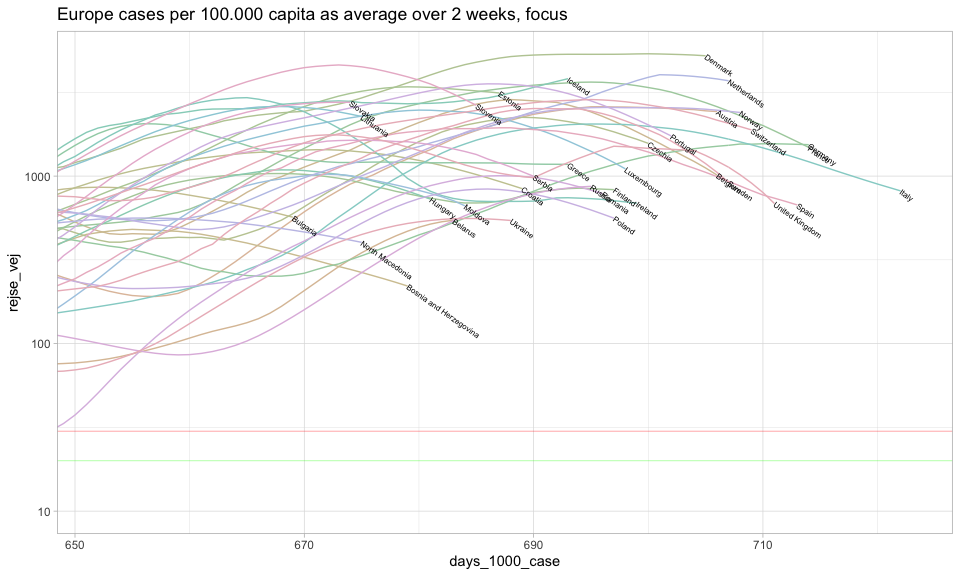 Europe cases per 100.000 capita as average over 2 weeks, focus
Denmark
Netherlands
Iceland
Estonia
Slovakia
Lithuania
Slovenia
Austria
Norway
Switzerland
Germany
Portugal
Czechia
Greece
Luxembourg
Serbia
Croatia
Belgium
Sweden
Italy
Russia
Romania
Finland
Ireland
Poland
Spain
United Kingdom
Hungary
Moldova
Belarus
Ukraine
Bulgaria
North Macedonia
Bosnia and Herzegovina
rejse_vej
1000
100
10
650
670
690
710
days_1000_case